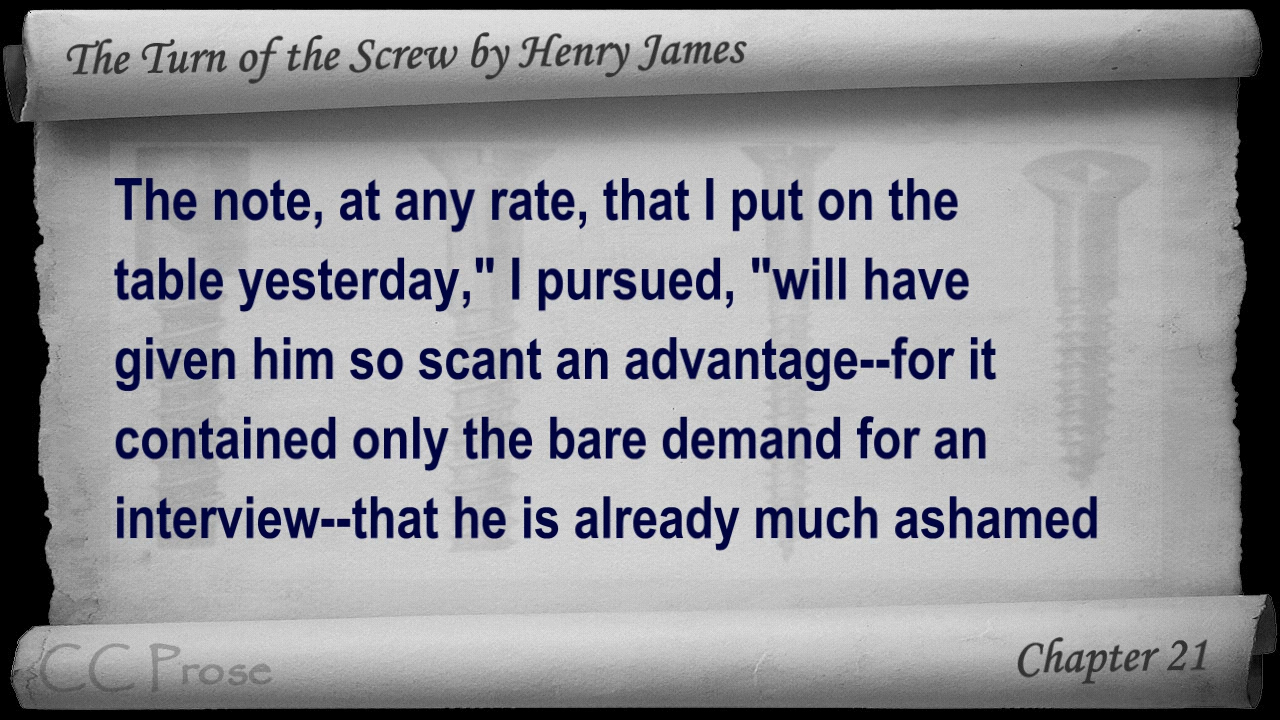 The Turn of the Screw by Henry James
The note, at any rate, that I put on the
table yesterday," I pursued, "will have
given him so scant an advantage--for it
contained only the bare demand for an
interview--that he is already much ashamed
CC Prose
Chapter 21